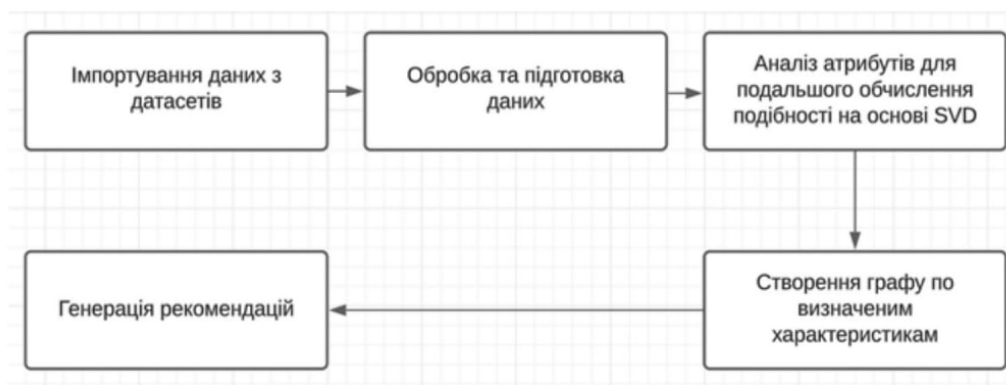 Імпортування даних з
датасетів
Обробка та підготовка
даних
Аналіз атрибутів для
подальшого обчислення
подібності на основі SVD
Створення графу по
визначеним
характеристикам
Генерація рекомендацій